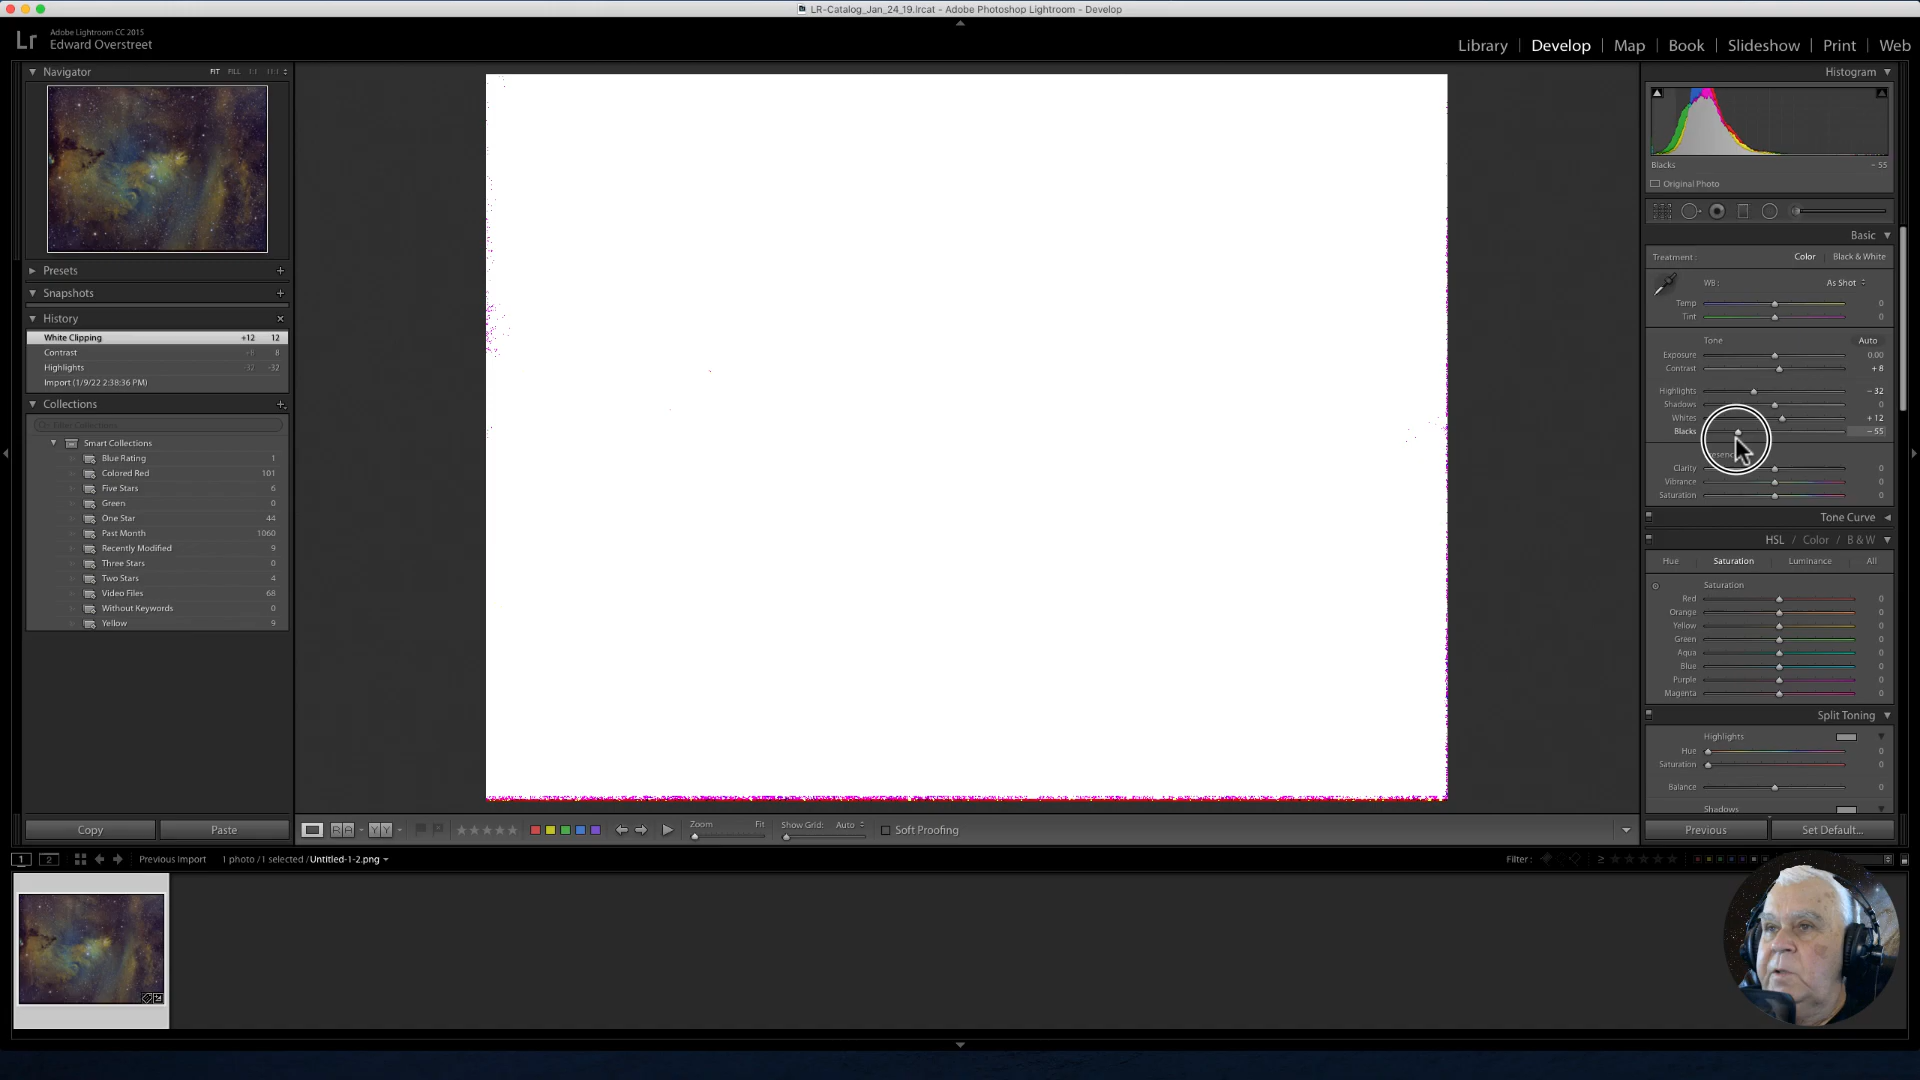 LR-Catalog_Jan_24_19.lrcat - Adobe Photoshop Lightroom - Develop
Lr
Adobe Lightroom CC 2015
Edward Overstreet
Library | Develop | Map | Book | Slideshow | Print | Web
Navigator
FIT FILL 1:1
Presets
Snapshots
History
White Clipping +12 12
Contrast +8 8
Highlights -32 -32
Import (1/9/22 2:38:36 PM)
Collections
Filter Collections
Smart Collections
Blue Rating 1
Colored Red 101
Five Stars 6
Green 0
One Star 44
Past Month 1060
Recently Modified 9
Three Stars 0
Two Stars 4
Video Files 68
Without Keywords 0
Yellow 9
Copy Paste
Zoom Fit
Show Grid: Auto
Soft Proofing
Histogram
Blacks - 55
Original Photo
Basic
Treatment : Color | Black & White
WB : As Shot
Temp 0
Tint 0
Tone Auto
Exposure 0.00
Contrast + 8
Highlights - 32
Shadows 0
Whites + 12
Blacks - 55
Clarity 0
Vibrance 0
Saturation 0
Tone Curve
HSL / Color / B & W
Hue Saturation Luminance All
Saturation
Red 0
Orange 0
Yellow 0
Green 0
Aqua 0
Blue 0
Purple 0
Magenta 0
Split Toning
Highlights
Hue 0
Saturation 0
Balance 0
Shadows
Previous Set Default...
1 2 Previous Import 1 photo / 1 selected / Untitled-1-2.png
Filter :